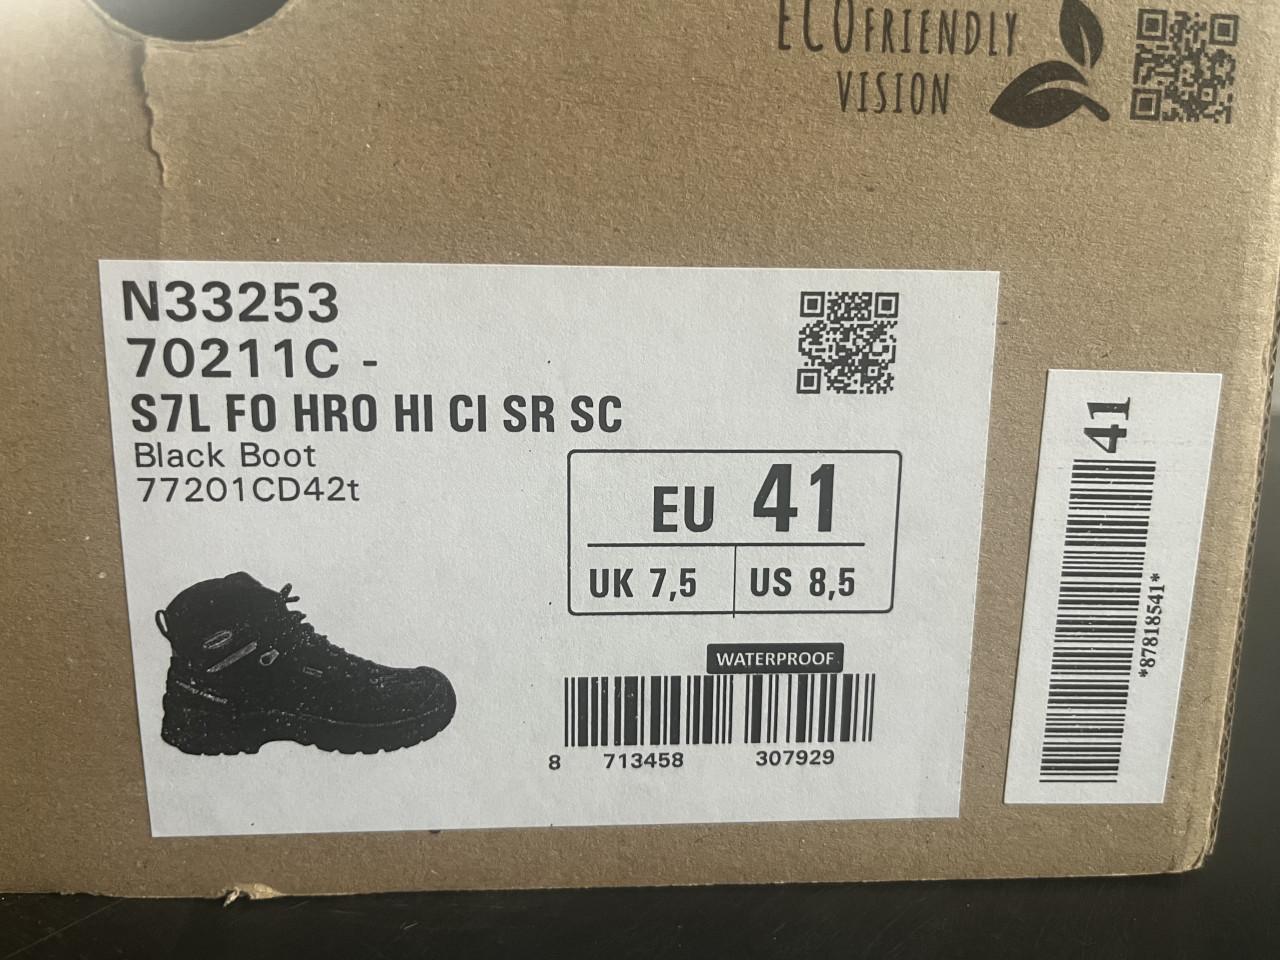 ECOFRIENDLY
VISION
N33253
70211C -
S7L FO HRO HI CI SR SC
Black Boot
77201CD42t
EU 41
UK 7,5 US 8,5
WATERPROOF
8 713458 307929
41
*87818541*